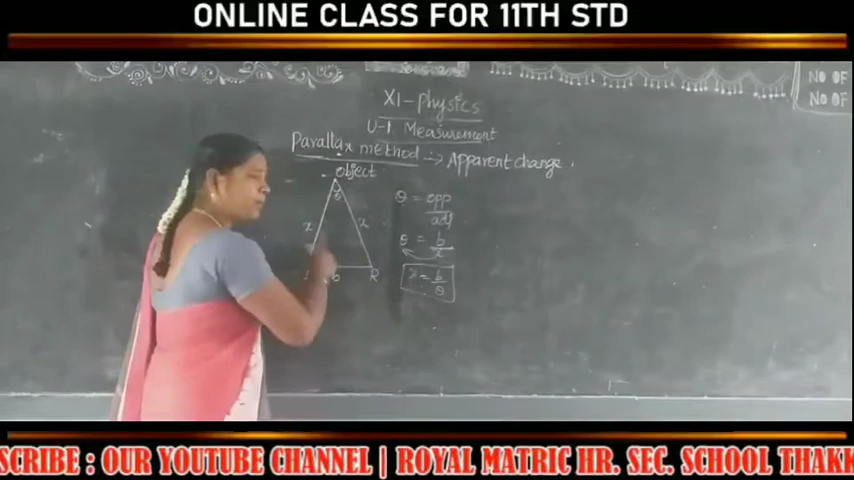 ONLINE CLASS FOR 11TH STD
NO OF
NO OF
XI-Physics
U-1. Measurement
Parallax method → Apparent change.
object
θ
x
x
b
R
θ = opp/adj
θ = b/x
x = b/θ
SCRIBE : OUR YOUTUBE CHANNEL | ROYAL MATRIC HR. SEC. SCHOOL THAKK